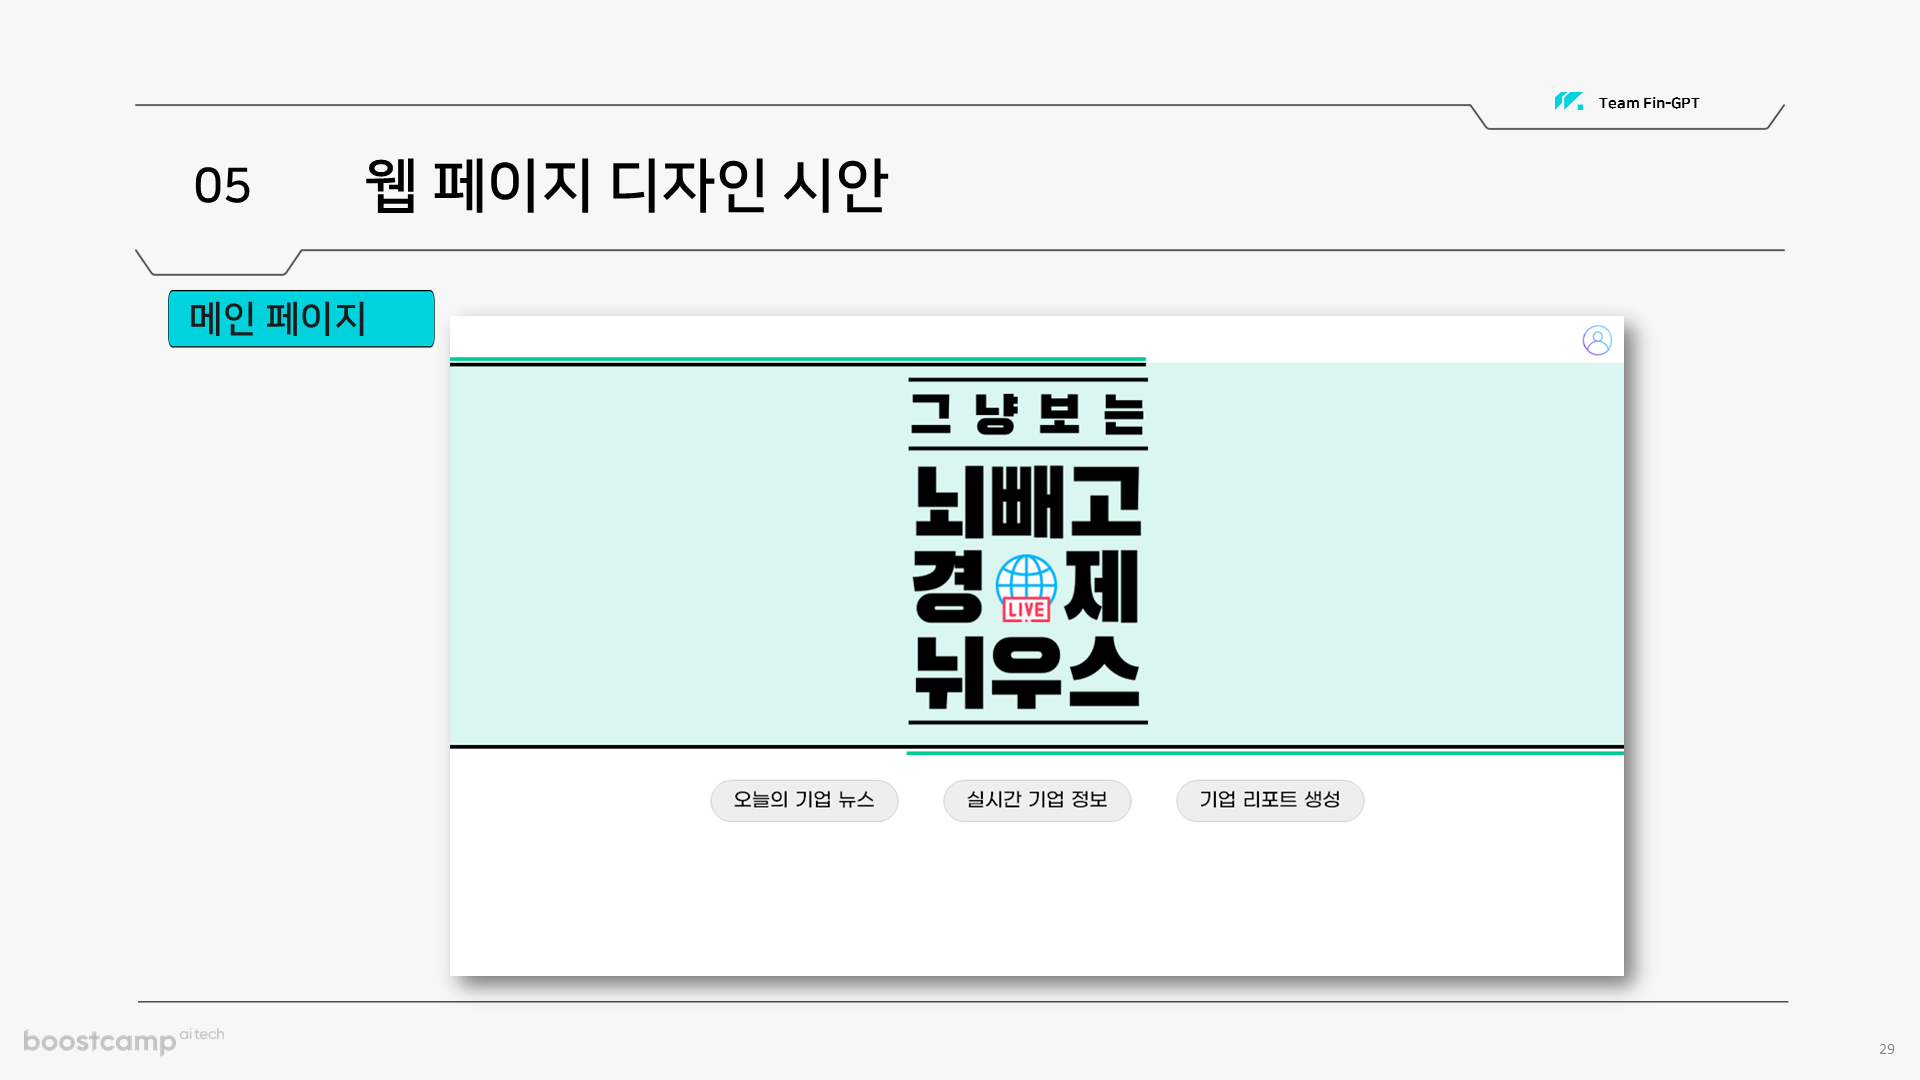 Team Fin-GPT
05
웹 페이지 디자인 시안
메인 페이지
그냥보는
뇌빼고
경 LIVE 제
뉘우스
오늘의 기업 뉴스
실시간 기업 정보
기업 리포트 생성
boostcamp ai tech
29